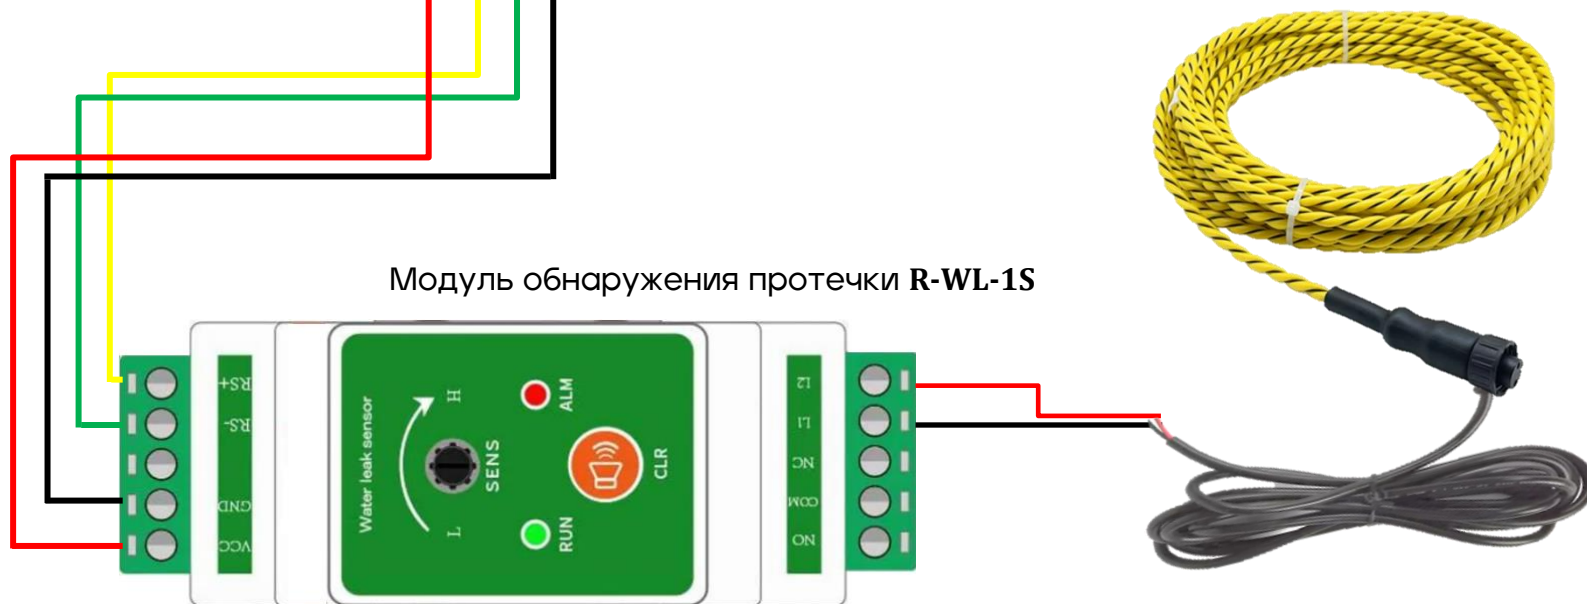 Модуль обнаружения протечки R-WL-1S
RS+
RS-
GND
VCC
Water leak sensor
H
L
SENS
ALM
RUN
CLR
L2
L1
NC
COM
NO